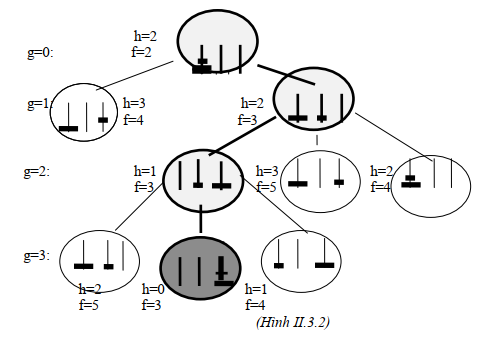 h=2
g=0: f=2
g=1: h=3 h=2
f=4 f=3
g=2: h=1 h=3 h=2
f=3 f=5 f=4
g=3:
h=2 h=0 h=1
f=5 f=3 f=4
(Hình II.3.2)